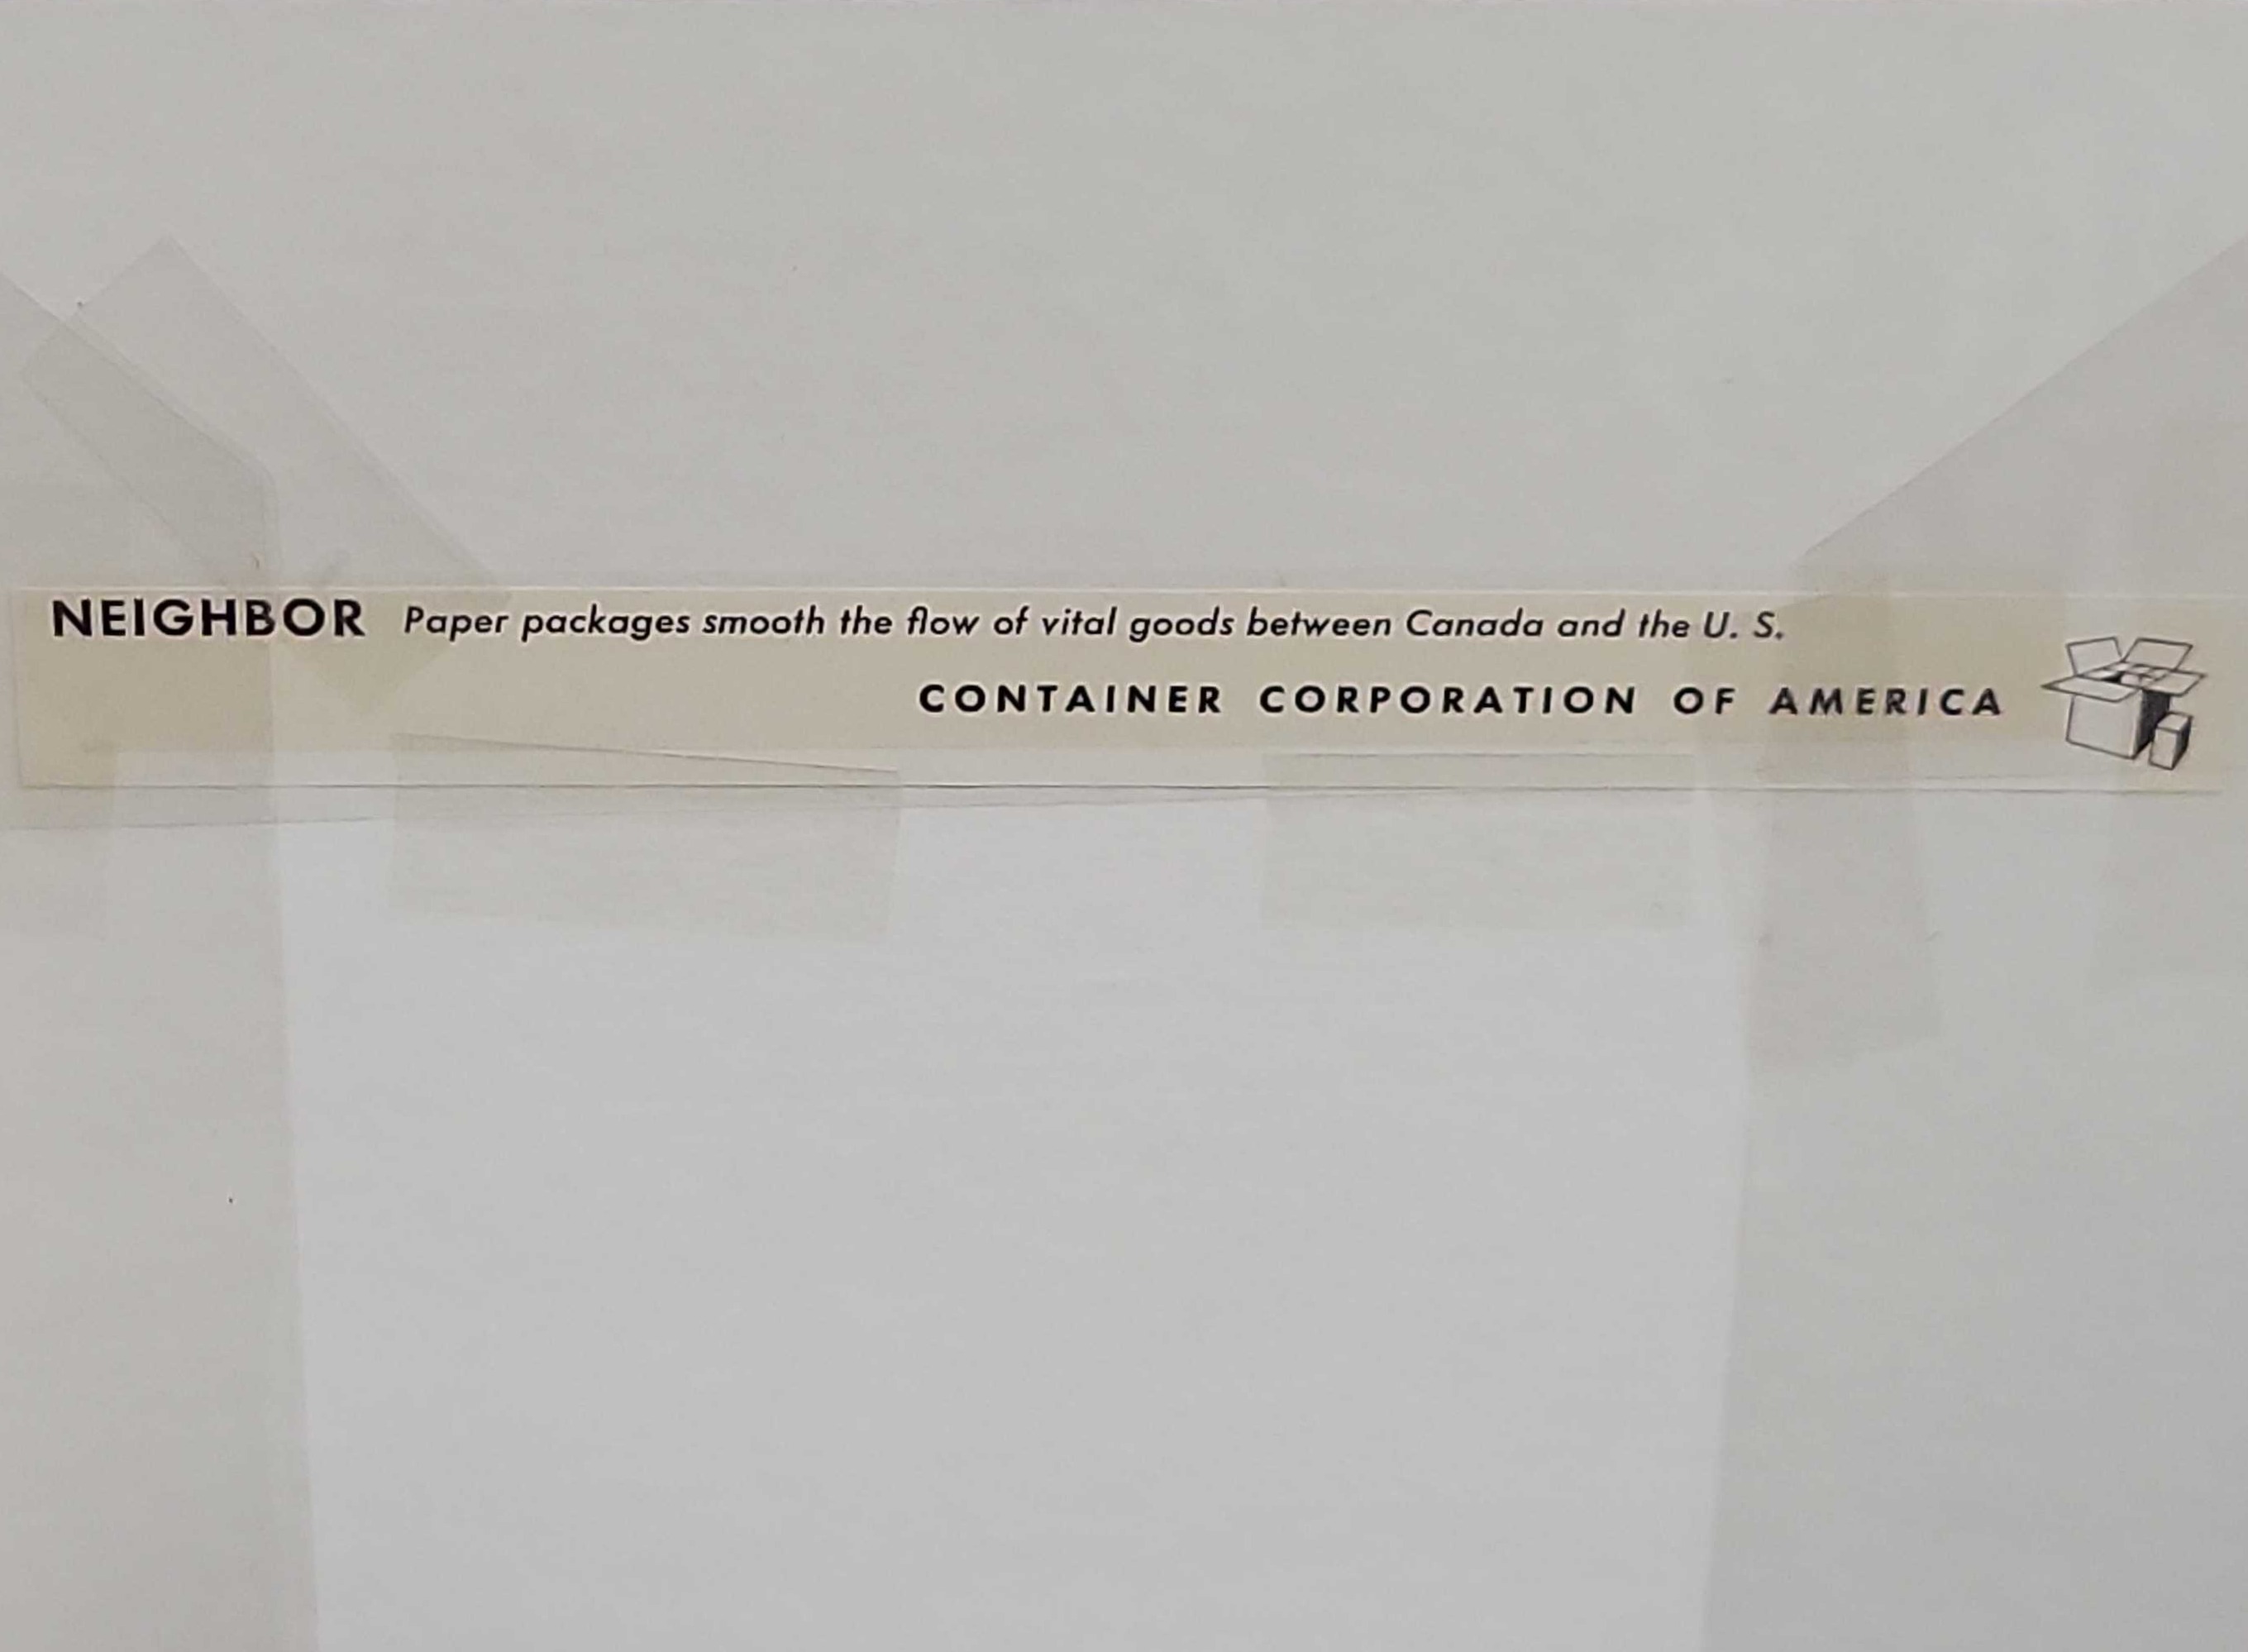 NEIGHBOR Paper packages smooth the flow of vital goods between Canada and the U. S.
CONTAINER CORPORATION OF AMERICA